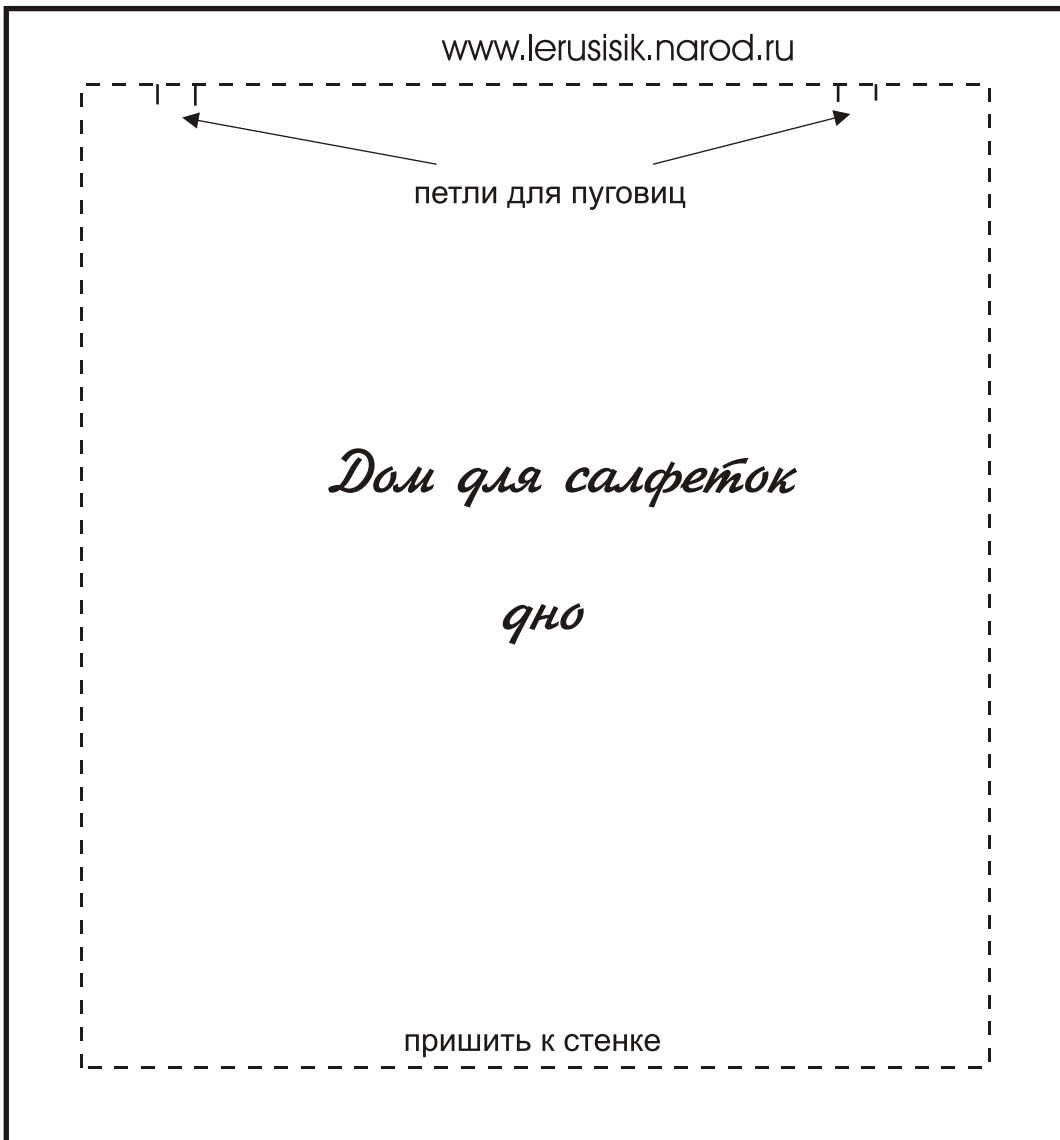 www.lerusisik.narod.ru
петли для пуговиц
Дом для салфеток
дно
пришить к стенке